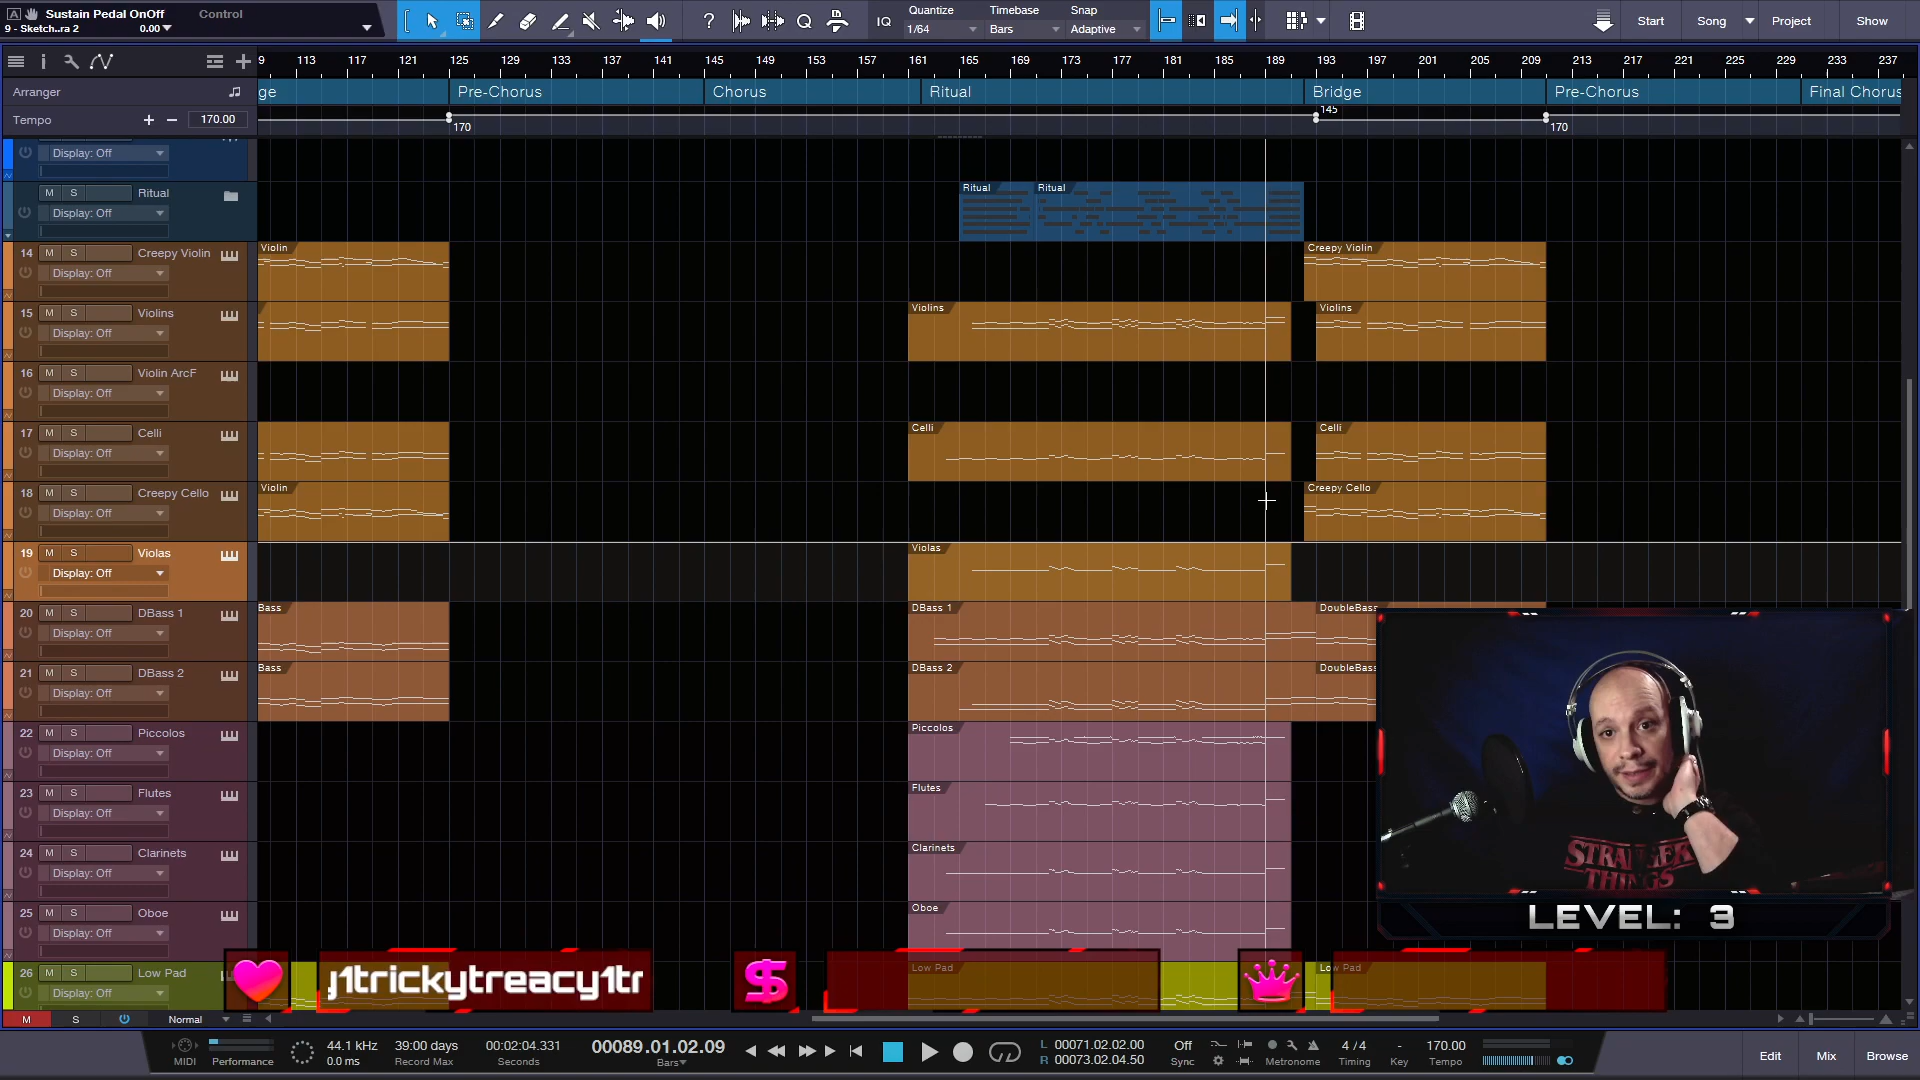 Sustain Pedal OnOff Control
9 - Sketch..ra 2 0.00
IQ Quantize Timebase Snap
1/64 Bars Adaptive
Start Song Project Show
9 113 117 121 125 129 133 137 141 145 149 153 157 161 165 169 173 177 181 185 189 193 197 201 205 209 213 217 221 225 229 233 237
Arranger ge Pre-Chorus Chorus Ritual Bridge Pre-Chorus Final Chorus
Tempo + − 170.00 170 145 170
Display: Off
M S Ritual
Display: Off
Ritual Ritual
14 M S Creepy Violin
Display: Off
Violin Creepy Violin
15 M S Violins
Display: Off
Violins Violins
16 M S Violin ArcF
Display: Off
17 M S Celli
Display: Off
Celli Celli
18 M S Creepy Cello
Display: Off
Violin Creepy Cello
19 M S Violas
Display: Off
Violas
20 M S DBass 1
Display: Off
Bass DBass 1 DoubleBass
21 M S DBass 2
Display: Off
Bass DBass 2 DoubleBass
22 M S Piccolos
Display: Off
Piccolos
23 M S Flutes
Display: Off
Flutes
24 M S Clarinets
Display: Off
Clarinets
25 M S Oboe
Display: Off
Oboe
26 M S Low Pad
Display: Off
Low Pad Low Pad
STRANGER
THINGS
LEVEL: 3
y1trickytreacy1tr
$
M S Normal
MIDI Performance
44.1 kHz
0.0 ms
39:00 days
Record Max
00:02:04.331
Seconds
00089.01.02.09
Bars
L 00071.02.02.00
R 00073.02.04.50
Off
Sync
Metronome
4 / 4
Timing
-
Key
170.00
Tempo
Edit Mix Browse